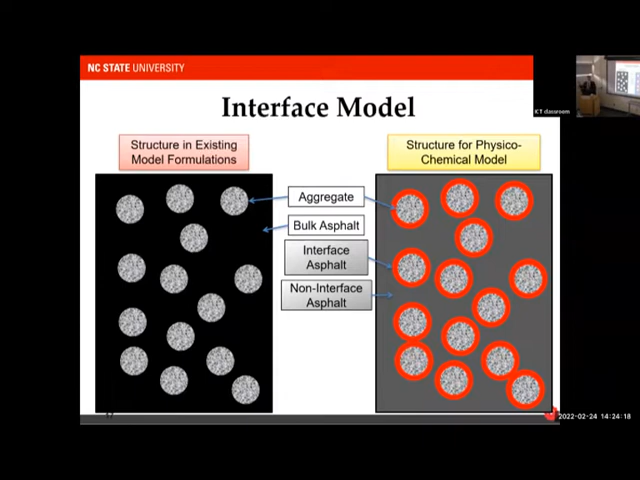 NC STATE UNIVERSITY
Interface Model
Structure in Existing
Model Formulations
Structure for Physico-
Chemical Model
Aggregate
Bulk Asphalt
Interface
Asphalt
Non-Interface
Asphalt
K T classroom
2022-02-24 14:24:18